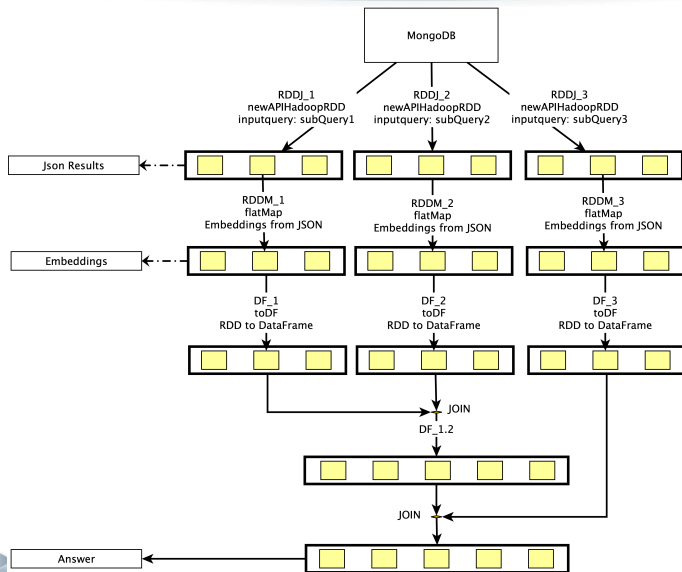 MongoDB
RDDJ_1
newAPIHadoopRDD
inputquery: subQuery1
RDDJ_2
newAPIHadoopRDD
inputquery: subQuery2
RDDJ_3
newAPIHadoopRDD
inputquery: subQuery3
Json Results
RDDM_1
flatMap
Embeddings from JSON
RDDM_2
flatMap
Embeddings from JSON
RDDM_3
flatMap
Embeddings from JSON
Embeddings
DF_1
toDF
RDD to DataFrame
DF_2
toDF
RDD to DataFrame
DF_3
toDF
RDD to DataFrame
JOIN
DF_1.2
JOIN
Answer